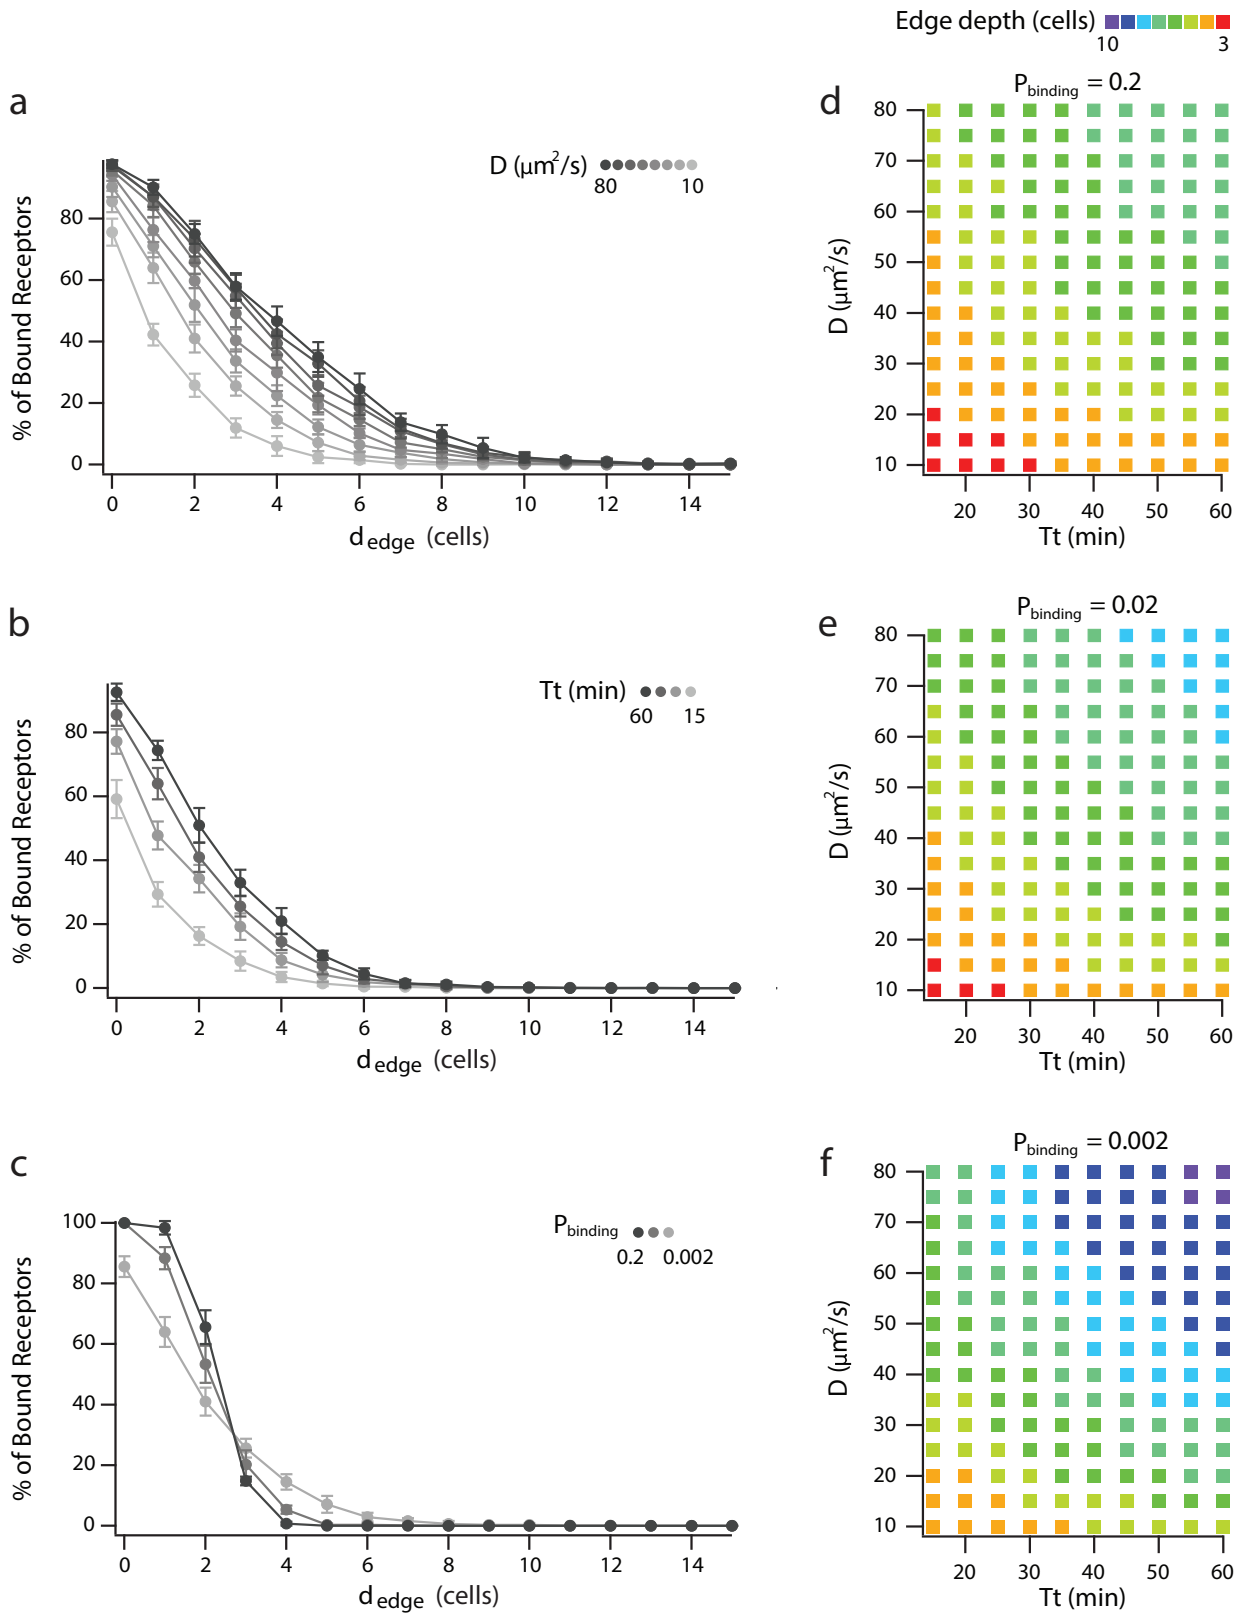 Edge depth (cells)
10 3
a
D (μm²/s)
80 10
% of Bound Receptors
80
60
40
20
0
0 2 4 6 8 10 12 14
d edge (cells)
d
P binding = 0.2
D (μm²/s)
80
70
60
50
40
30
20
10
20 30 40 50 60
Tt (min)
b
Tt (min)
60 15
% of Bound Receptors
80
60
40
20
0
0 2 4 6 8 10 12 14
d edge (cells)
e
P binding = 0.02
D (μm²/s)
80
70
60
50
40
30
20
10
20 30 40 50 60
Tt (min)
c
P binding
0.2 0.002
% of Bound Receptors
100
80
60
40
20
0
0 2 4 6 8 10 12 14
d edge (cells)
f
P binding = 0.002
D (μm²/s)
80
70
60
50
40
30
20
10
20 30 40 50 60
Tt (min)